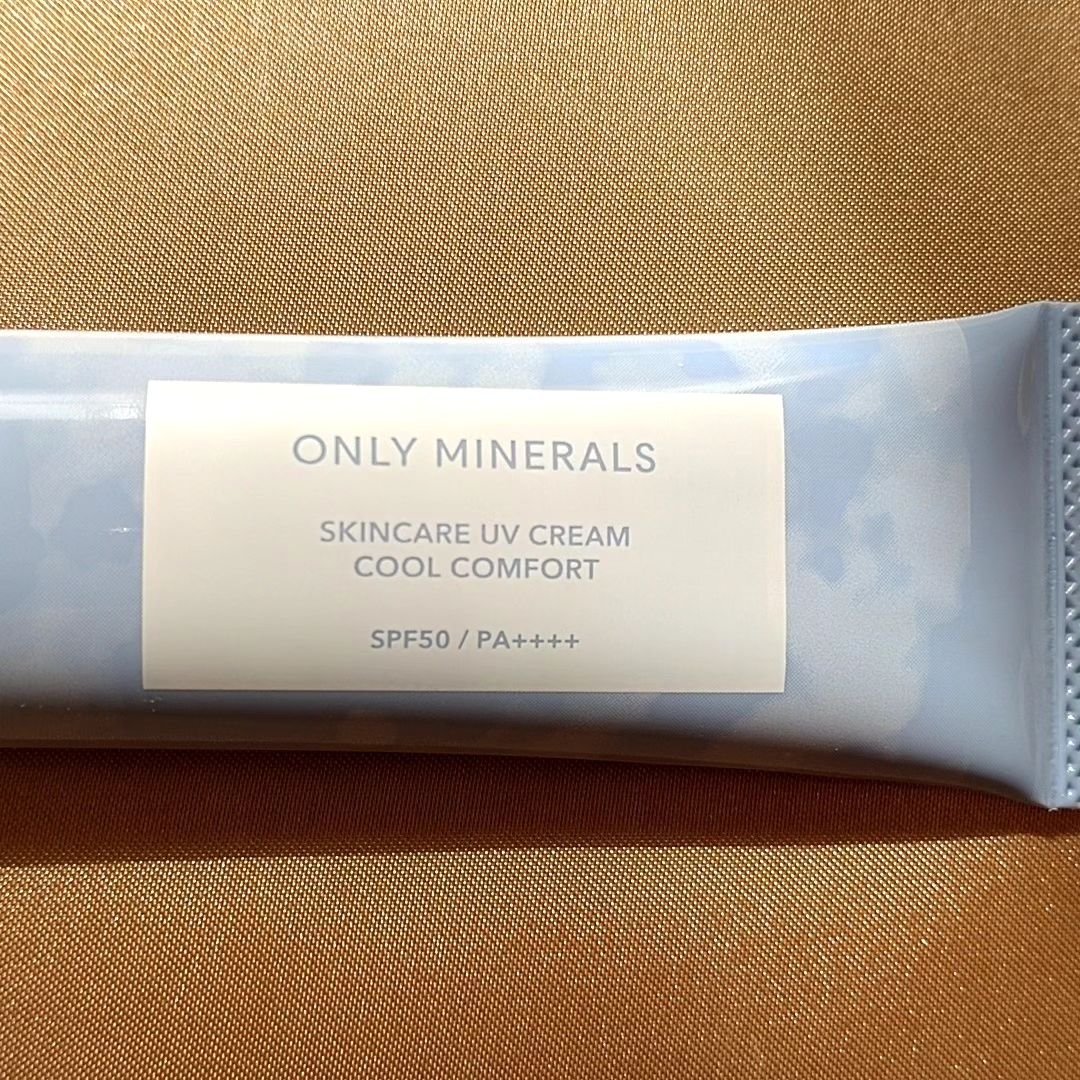 ONLY MINERALS
SKINCARE UV CREAM
COOL COMFORT
SPF50 / PA++++